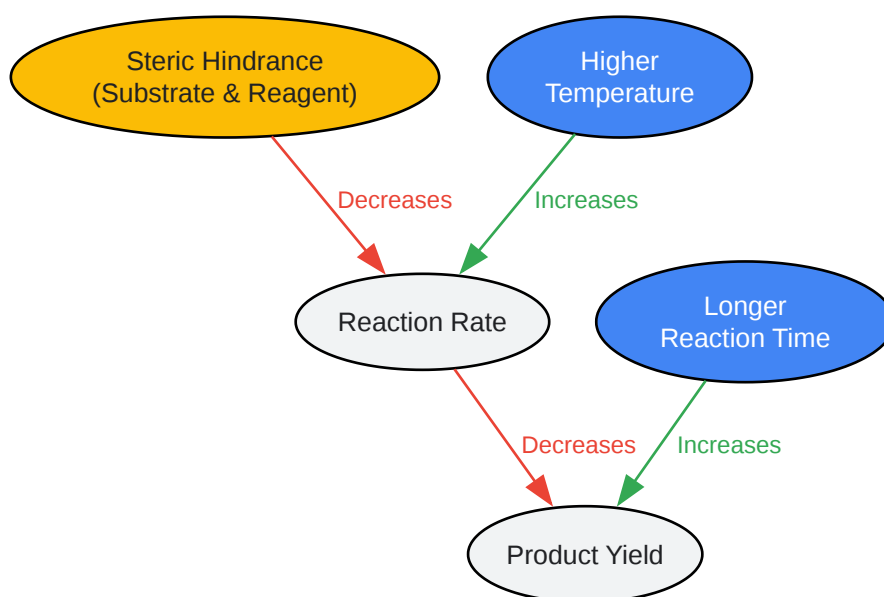 Steric Hindrance
(Substrate & Reagent)
Higher
Temperature
Decreases
Increases
Reaction Rate
Longer
Reaction Time
Decreases
Increases
Product Yield